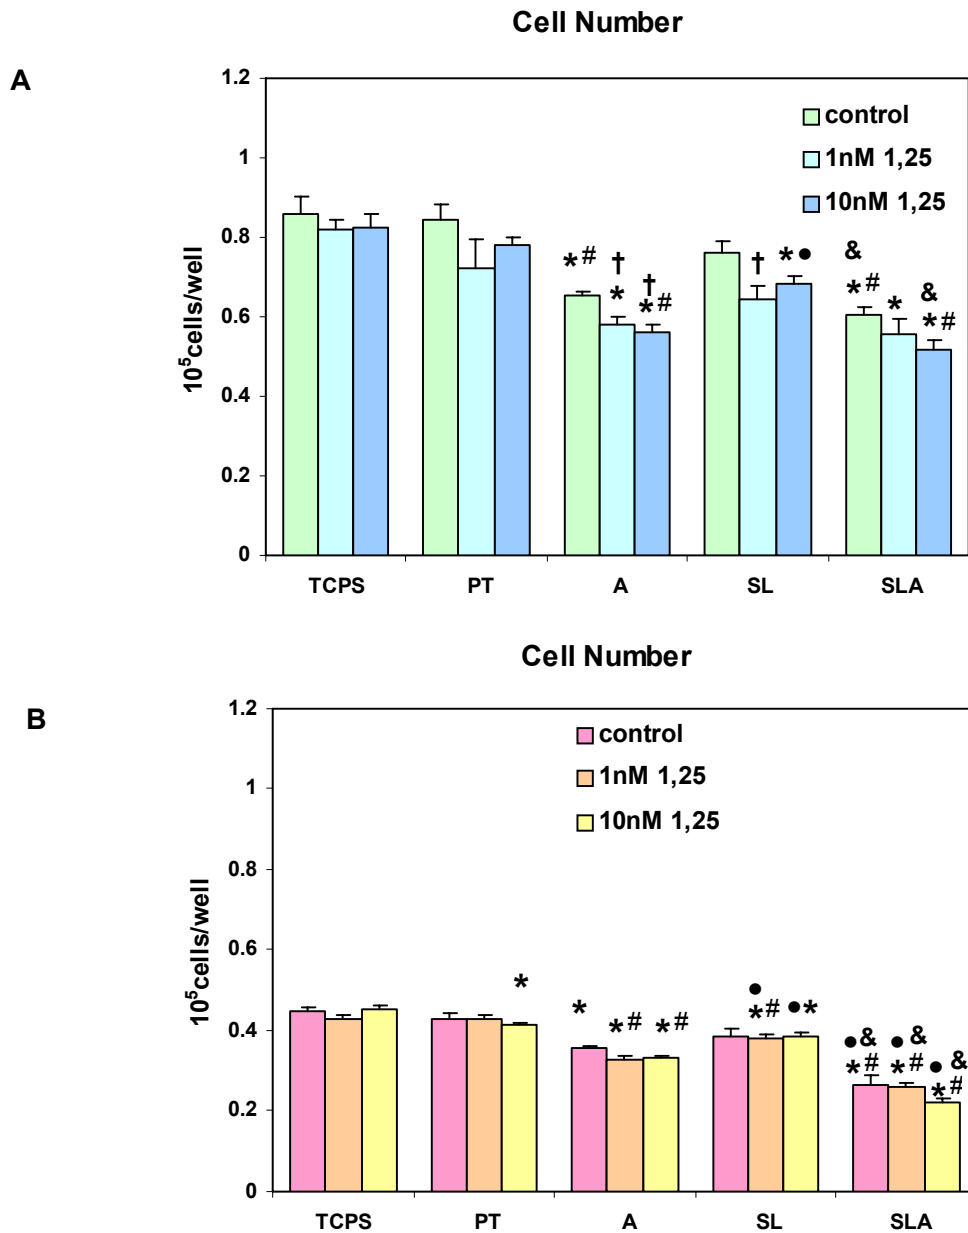 Cell Number
A
1.2
control
1nM 1,25
10nM 1,25
1
0.8
0.6
0.4
0.2
0
10⁵cells/well
*# † * † *# † *● & *# * & *#
TCPS PT A SL SLA
Cell Number
B
1.2
control
1nM 1,25
10nM 1,25
1
0.8
0.6
0.4
0.2
0
10⁵cells/well
* * *# *# ● *# ●* ●& *# ●& *# ●& *#
TCPS PT A SL SLA